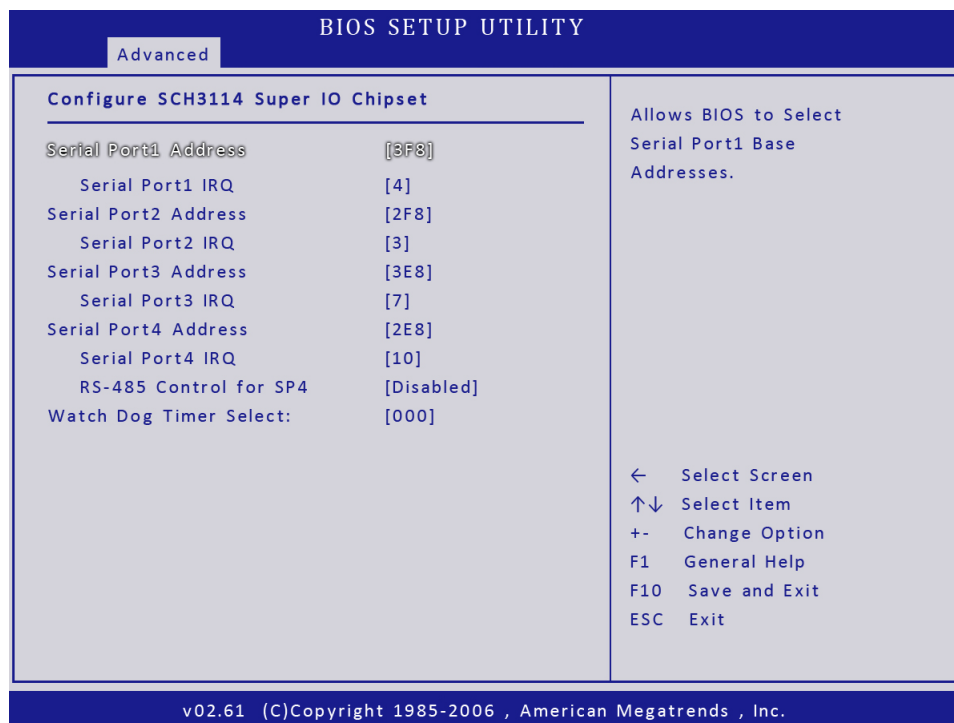 BIOS SETUP UTILITY
Advanced
Configure SCH3114 Super IO Chipset
Serial Port1 Address [3F8]
Serial Port1 IRQ [4]
Serial Port2 Address [2F8]
Serial Port2 IRQ [3]
Serial Port3 Address [3E8]
Serial Port3 IRQ [7]
Serial Port4 Address [2E8]
Serial Port4 IRQ [10]
RS-485 Control for SP4 [Disabled]
Watch Dog Timer Select: [000]
Allows BIOS to Select
Serial Port1 Base
Addresses.
← Select Screen
↑↓ Select Item
+- Change Option
F1 General Help
F10 Save and Exit
ESC Exit
v02.61 (C)Copyright 1985-2006 , American Megatrends , Inc.